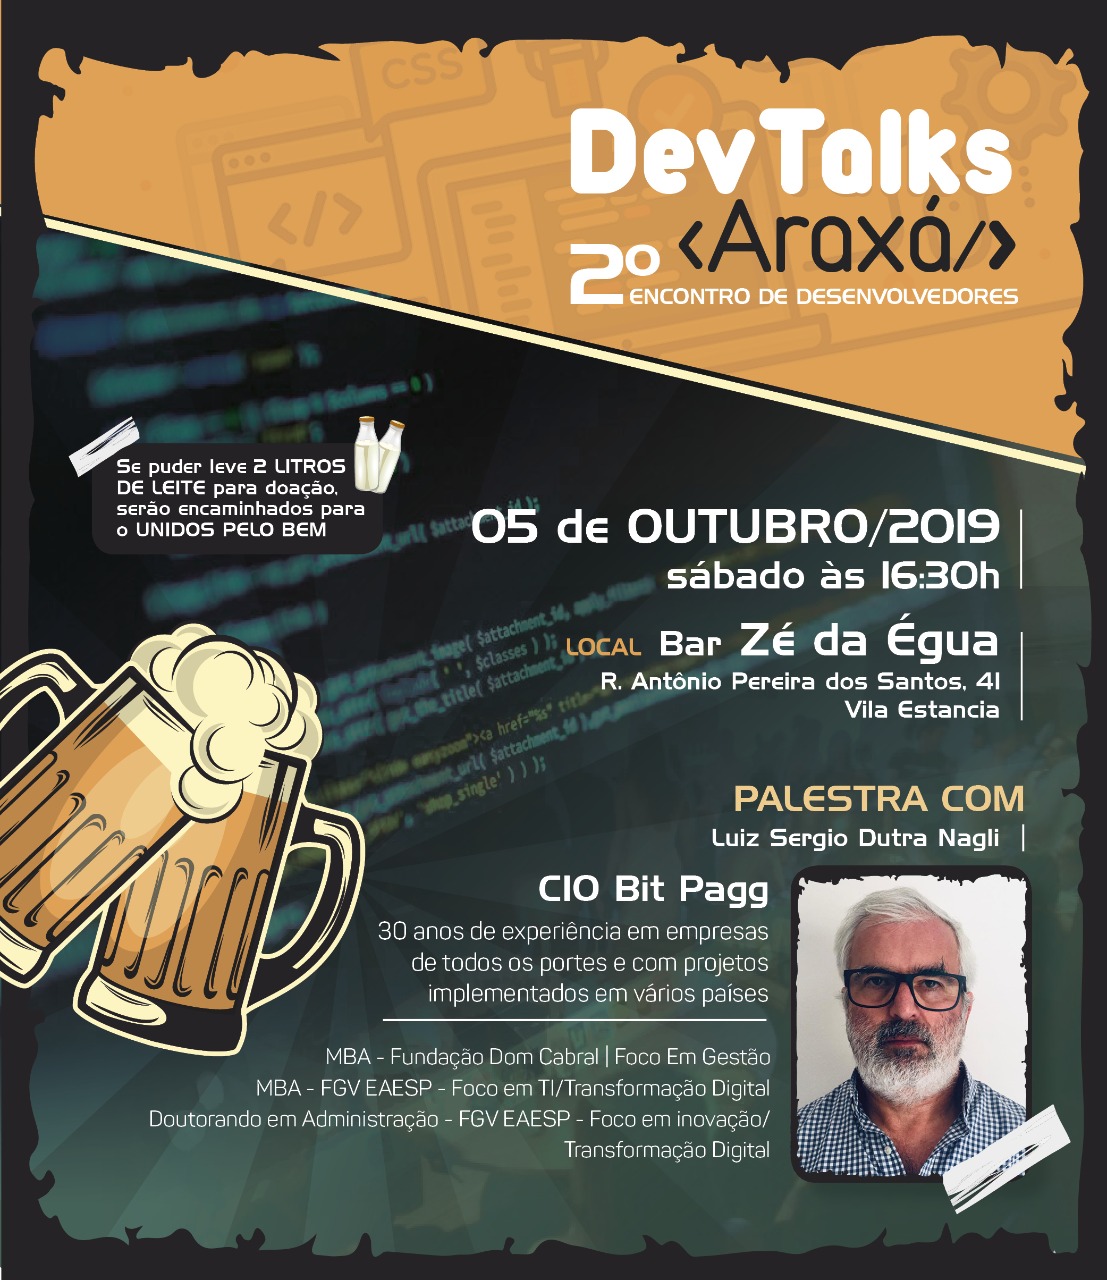 CSS
</>
DevTalks
<Araxá/>
2º ENCONTRO DE DESENVOLVEDORES
Se puder leve 2 LITROS
DE LEITE para doação,
serão encaminhados para
o UNIDOS PELO BEM
05 de OUTUBRO/2019
sábado às 16:30h
LOCAL Bar Zé da Égua
R. Antônio Pereira dos Santos, 41
Vila Estancia
PALESTRA COM
Luiz Sergio Dutra Nagli
CIO Bit Pagg
30 anos de experiência em empresas
de todos os portes e com projetos
implementados em vários países
MBA - Fundação Dom Cabral | Foco Em Gestão
MBA - FGV EAESP - Foco em TI/Transformação Digital
Doutorando em Administração - FGV EAESP - Foco em inovação/
Transformação Digital